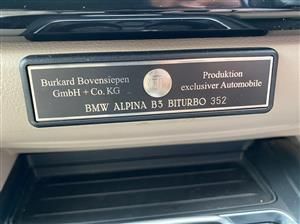 Burkard Bovensiepen
GmbH + Co. KG
Produktion
exclusiver Automobile
BMW ALPINA B3 BITURBO 352